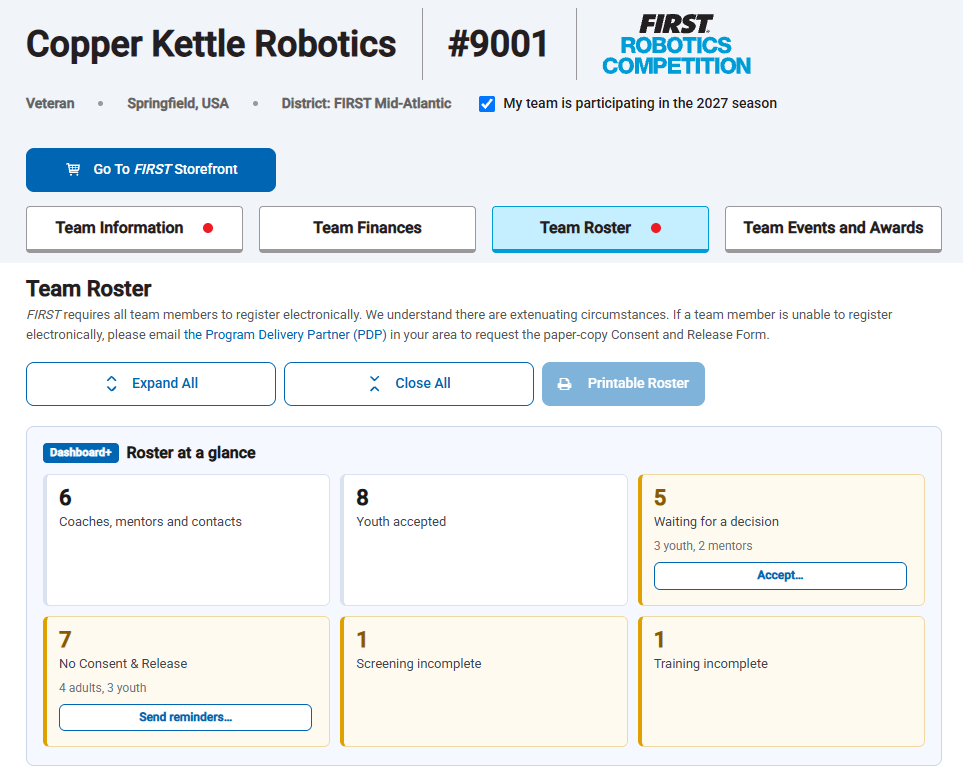 Copper Kettle Robotics
#9001
FIRST
ROBOTICS
COMPETITION
Veteran • Springfield, USA • District: FIRST Mid-Atlantic
My team is participating in the 2027 season
Go To FIRST Storefront
Team Information
Team Finances
Team Roster
Team Events and Awards
Team Roster
FIRST requires all team members to register electronically. We understand there are extenuating circumstances. If a team member is unable to register
electronically, please email the Program Delivery Partner (PDP) in your area to request the paper-copy Consent and Release Form.
Expand All
Close All
Printable Roster
Dashboard+ Roster at a glance
6
Coaches, mentors and contacts
8
Youth accepted
5
Waiting for a decision
3 youth, 2 mentors
Accept...
7
No Consent & Release
4 adults, 3 youth
Send reminders...
1
Screening incomplete
1
Training incomplete